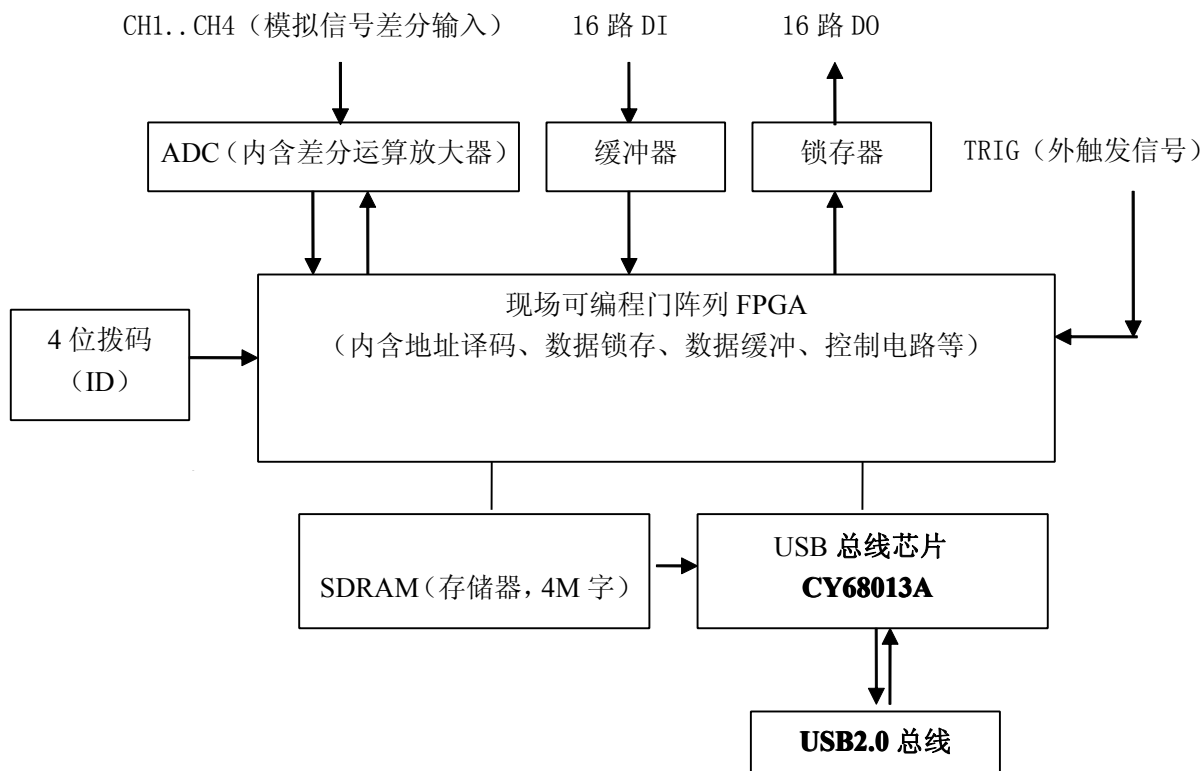 CH1..CH4（模拟信号差分输入）
16 路 DI
16 路 DO
ADC（内含差分运算放大器）
缓冲器
锁存器
TRIG（外触发信号）
现场可编程门阵列 FPGA
（内含地址译码、数据锁存、数据缓冲、控制电路等）
4 位拨码
（ID）
SDRAM（存储器，4M 字）
USB 总线芯片
CY68013A
USB2.0 总线